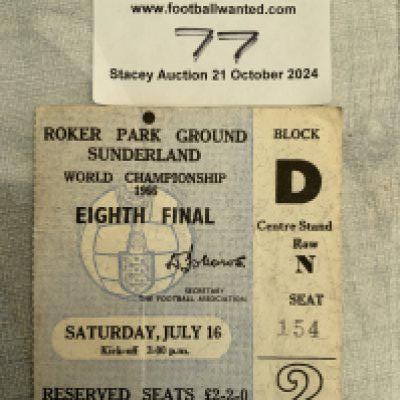 www.footballwanted.com
77
Stacey Auction 21 October 2024
ROKER PARK GROUND
SUNDERLAND
WORLD CHAMPIONSHIP
1966
EIGHTH FINAL
SECRETARY
THE FOOTBALL ASSOCIATION
SATURDAY, JULY 16
Kick-off 3:00 p.m.
RESERVED SEATS £2-2-0
BLOCK
D
Centre Stand
Row
N
SEAT
154
2